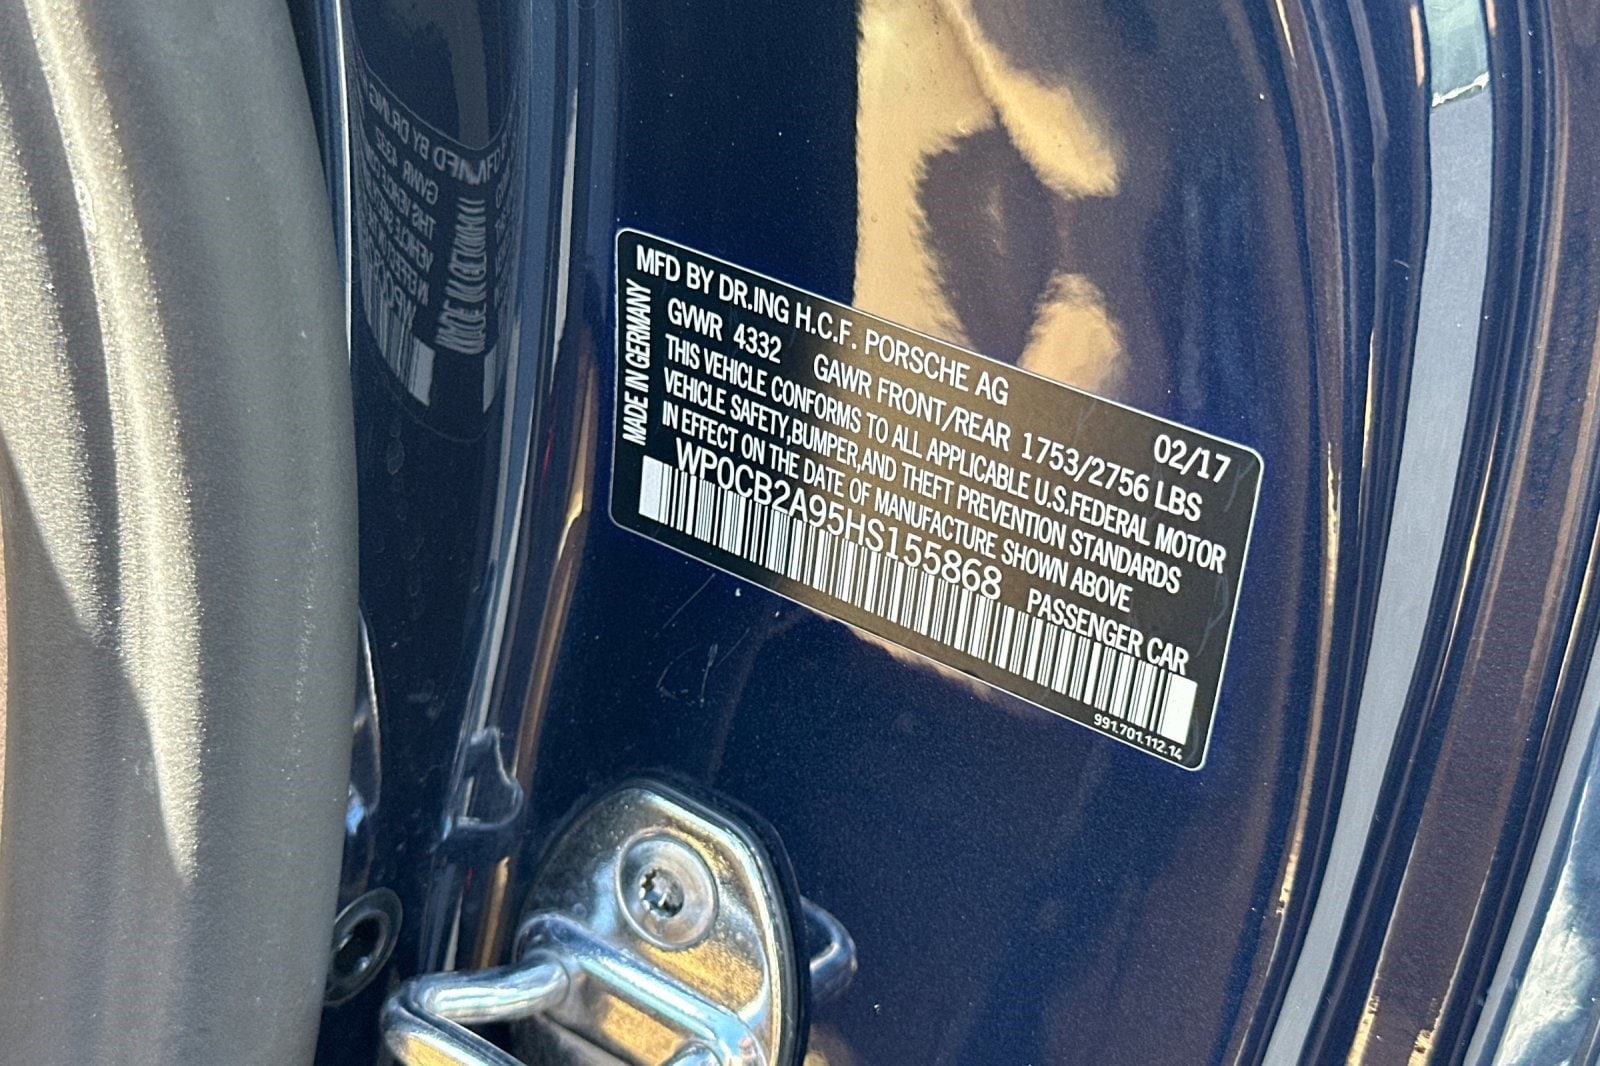 MFD BY DR.ING H.C.F. PORSCHE AG 02/17
GVWR 4332 GAWR FRONT/REAR 1753/2756 LBS
THIS VEHICLE CONFORMS TO ALL APPLICABLE U.S.FEDERAL MOTOR
VEHICLE SAFETY,BUMPER,AND THEFT PREVENTION STANDARDS
IN EFFECT ON THE DATE OF MANUFACTURE SHOWN ABOVE
WP0CB2A95HS155868 PASSENGER CAR
991.701.112.14
MADE IN GERMANY